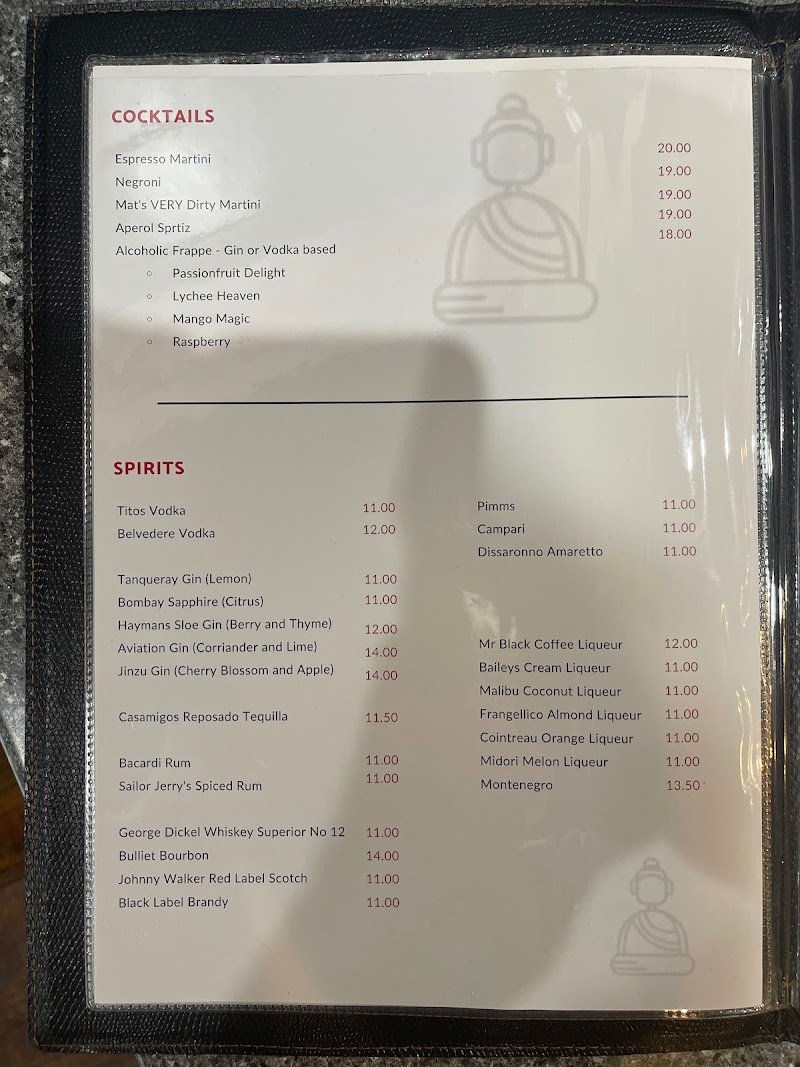 COCKTAILS
Espresso Martini 20.00
Negroni 19.00
Mat's VERY Dirty Martini 19.00
Aperol Sprtiz 19.00
Alcoholic Frappe - Gin or Vodka based 18.00
Passionfruit Delight
Lychee Heaven
Mango Magic
Raspberry
SPIRITS
Titos Vodka 11.00
Belvedere Vodka 12.00
Tanqueray Gin (Lemon) 11.00
Bombay Sapphire (Citrus) 11.00
Haymans Sloe Gin (Berry and Thyme) 12.00
Aviation Gin (Corriander and Lime) 14.00
Jinzu Gin (Cherry Blossom and Apple) 14.00
Casamigos Reposado Tequilla 11.50
Bacardi Rum 11.00
Sailor Jerry's Spiced Rum 11.00
George Dickel Whiskey Superior No 12 11.00
Bulliet Bourbon 14.00
Johnny Walker Red Label Scotch 11.00
Black Label Brandy 11.00
Pimms 11.00
Campari 11.00
Dissaronno Amaretto 11.00
Mr Black Coffee Liqueur 12.00
Baileys Cream Liqueur 11.00
Malibu Coconut Liqueur 11.00
Frangellico Almond Liqueur 11.00
Cointreau Orange Liqueur 11.00
Midori Melon Liqueur 11.00
Montenegro 13.50